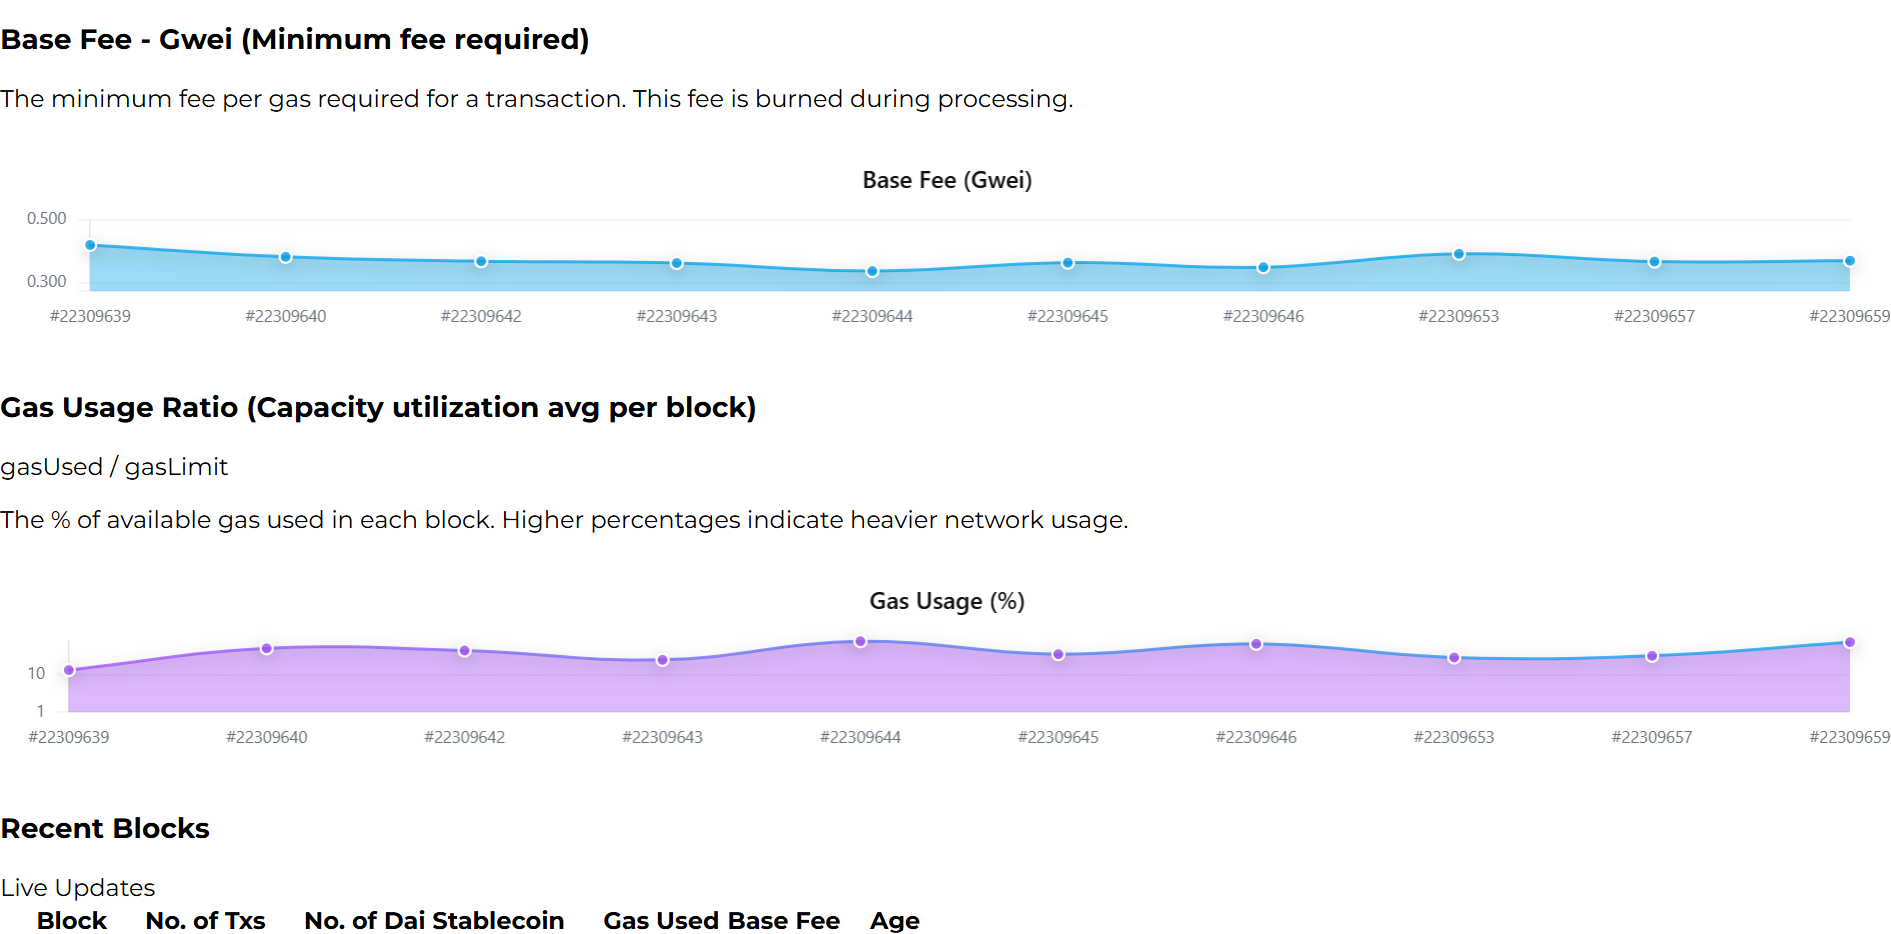 Base Fee - Gwei (Minimum fee required)
The minimum fee per gas required for a transaction. This fee is burned during processing.
Base Fee (Gwei)
0.500
0.300
#22309639 #22309640 #22309642 #22309643 #22309644 #22309645 #22309646 #22309653 #22309657 #22309659
Gas Usage Ratio (Capacity utilization avg per block)
gasUsed / gasLimit
The % of available gas used in each block. Higher percentages indicate heavier network usage.
Gas Usage (%)
10
1
#22309639 #22309640 #22309642 #22309643 #22309644 #22309645 #22309646 #22309653 #22309657 #22309659
Recent Blocks
Live Updates
Block No. of Txs No. of Dai Stablecoin Gas Used Base Fee Age